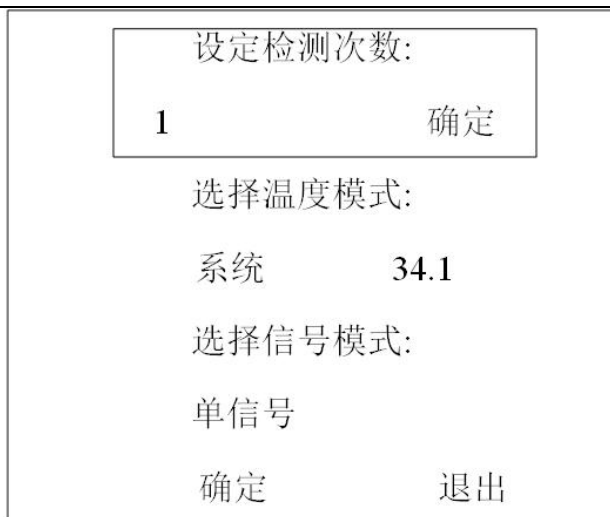 设定检测次数:
1 确定
选择温度模式:
系统 34.1
选择信号模式:
单信号
确定 退出